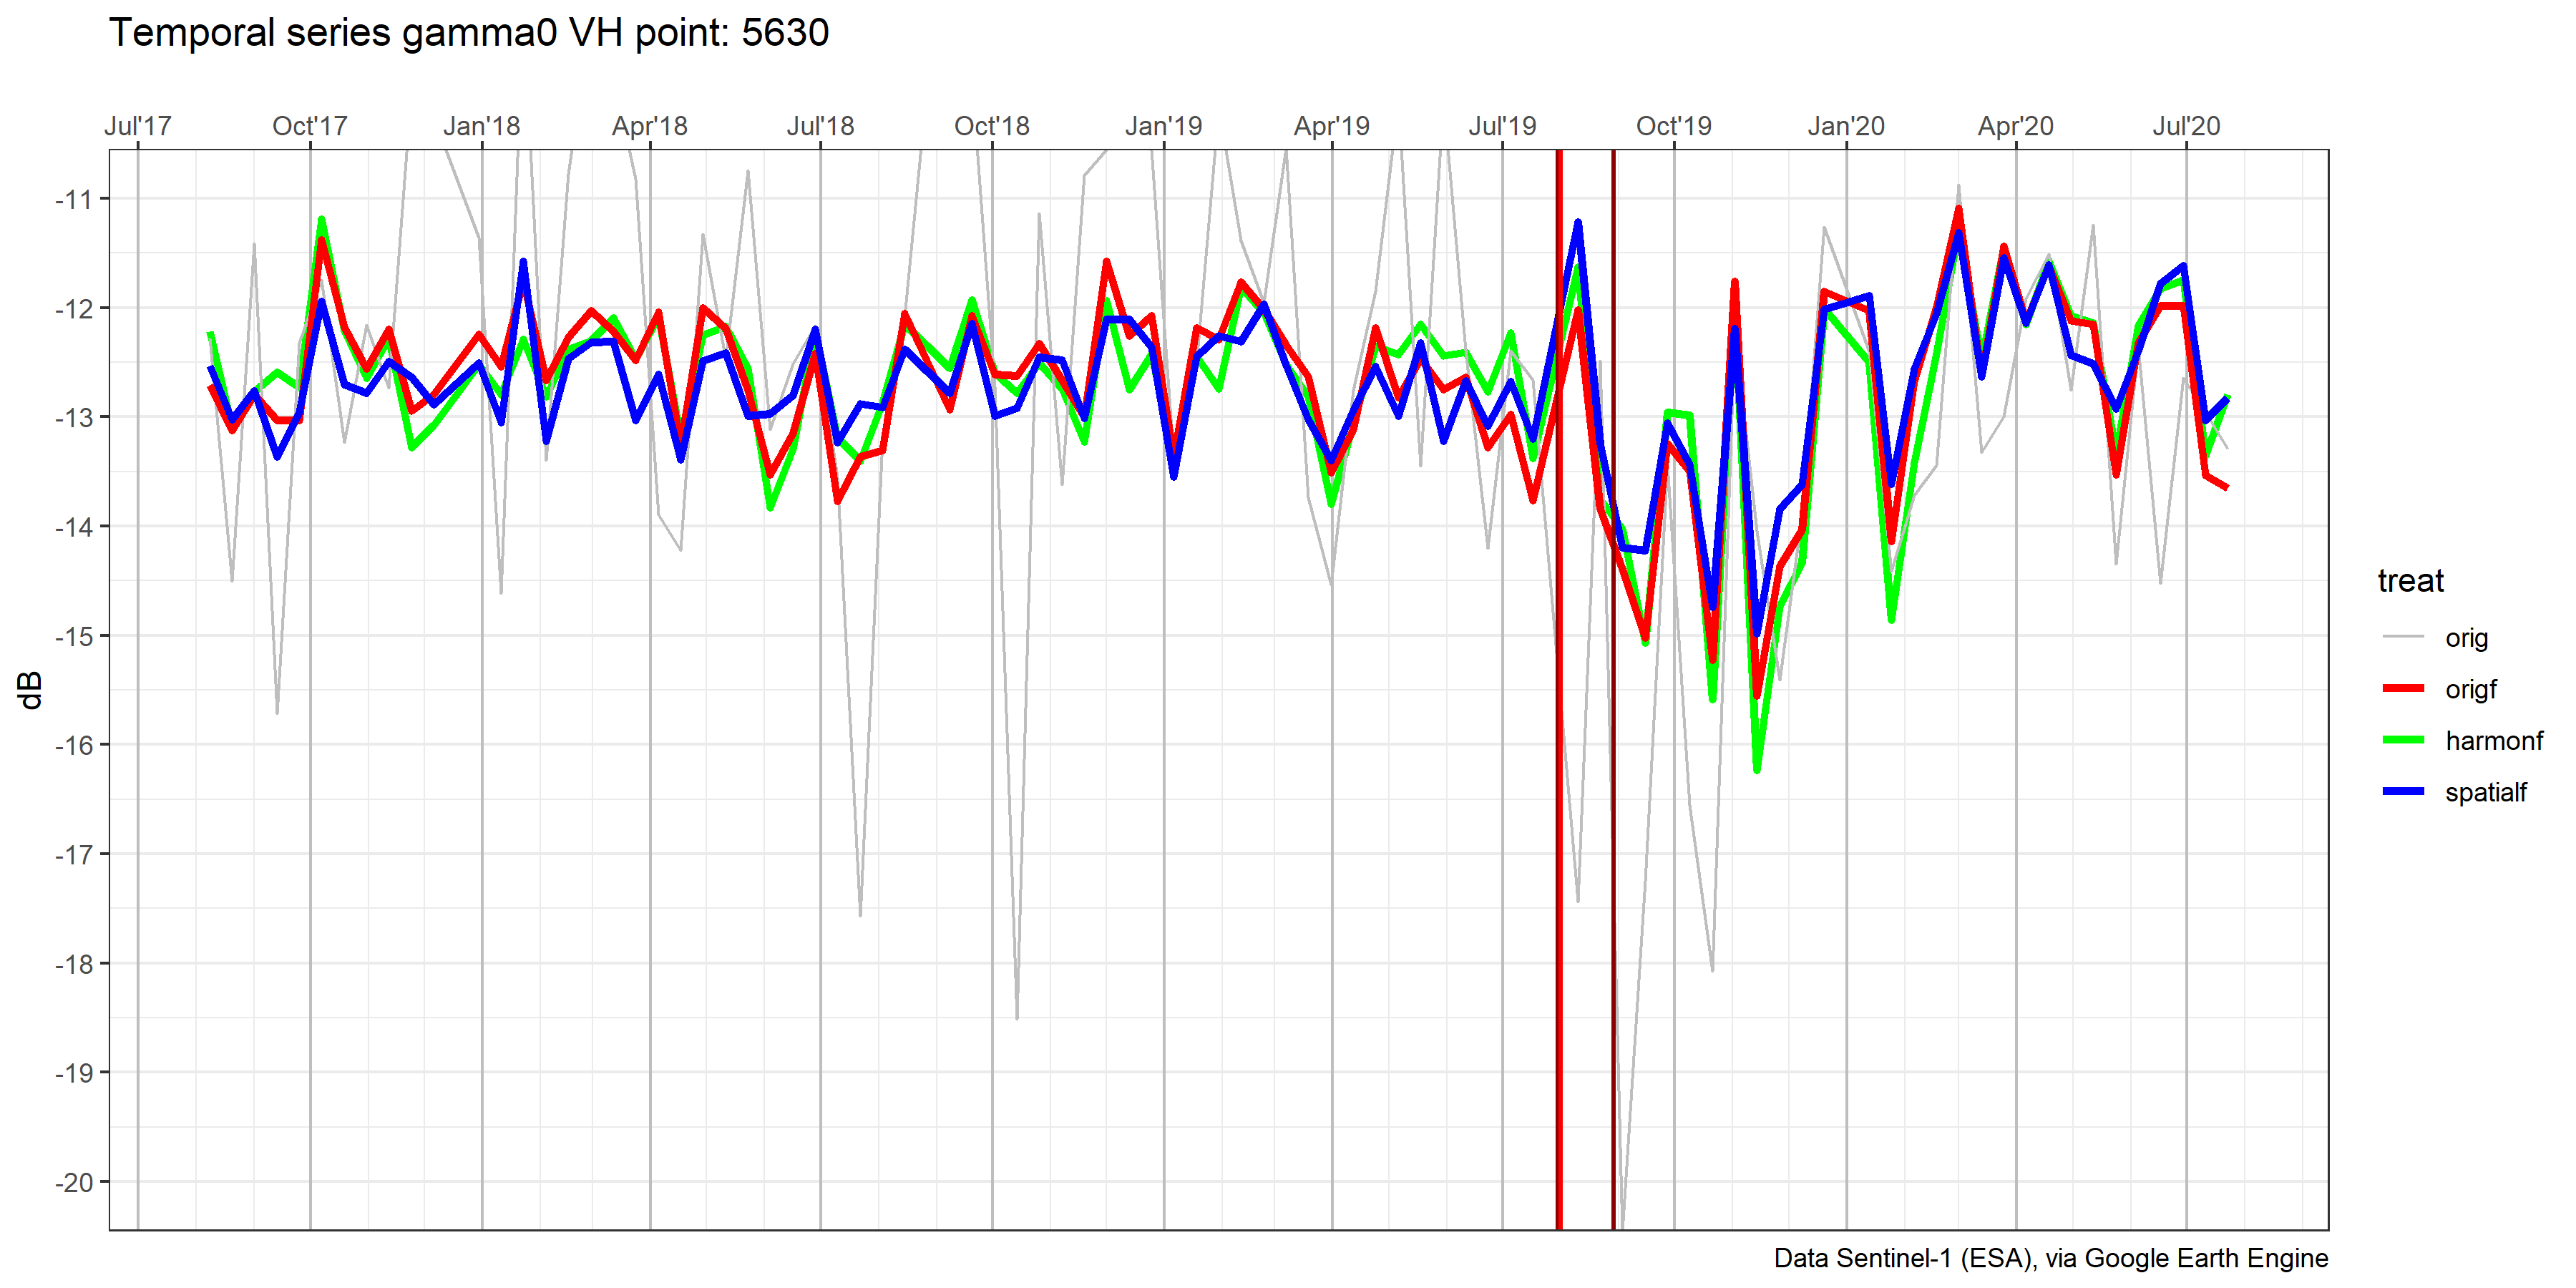 Temporal series gamma0 VH point: 5630
Jul'17 Oct'17 Jan'18 Apr'18 Jul'18 Oct'18 Jan'19 Apr'19 Jul'19 Oct'19 Jan'20 Apr'20 Jul'20
-11
-12
-13
-14
-15
-16
-17
-18
-19
-20
dB
treat
orig
origf
harmonf
spatialf
Data Sentinel-1 (ESA), via Google Earth Engine